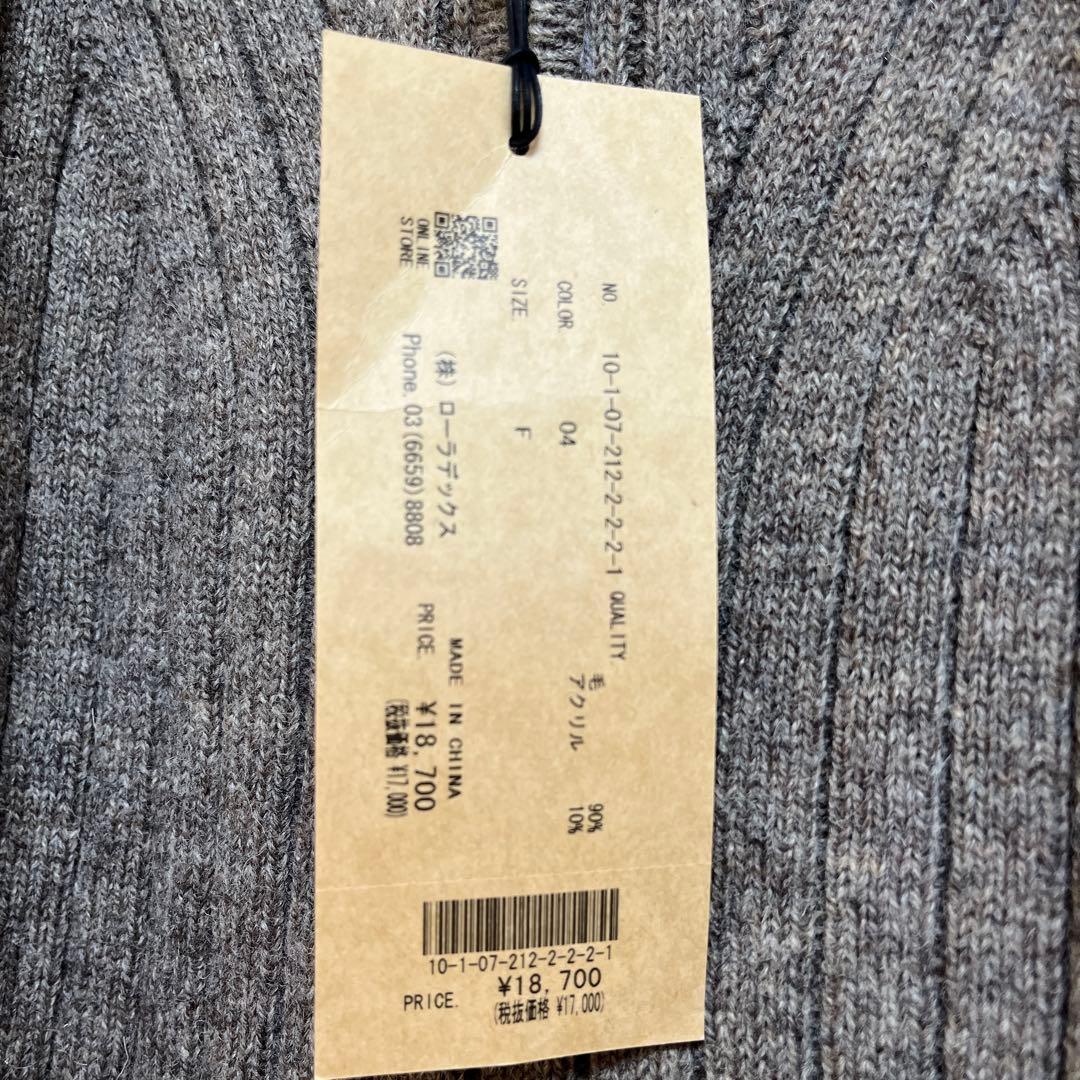 NO. 10-1-07-212-2-2-2-1 QUALITY.
毛 90%
アクリル 10%
COLOR 04
SIZE. F
ONLINE
STORE
(株) ローラデックス
Phone. 03(6659)8808
MADE IN CHINA
PRICE. ¥18,700
(税抜価格 ¥17,000)
10-1-07-212-2-2-2-1
PRICE. ¥18,700
(税抜価格 ¥17,000)